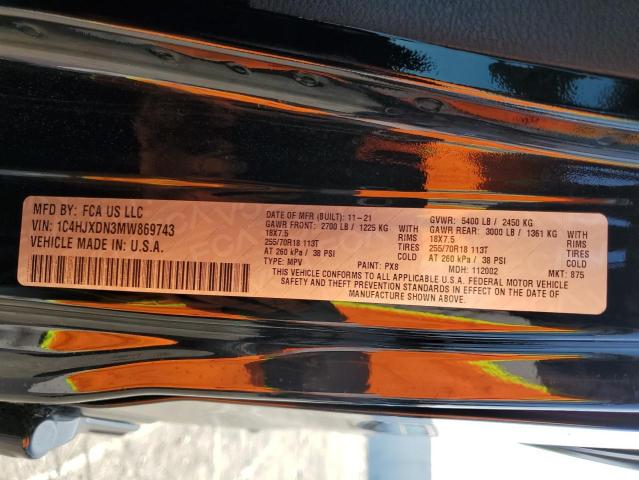 MFD BY: FCA US LLC
VIN: 1C4HJXDN3MW869743
VEHICLE MADE IN: U.S.A.
DATE OF MFR (BUILT): 11-21
GAWR FRONT: 2700 LB / 1225 KG
18X7.5 RIMS
255/70R18 113T TIRES
AT 260 kPa / 38 PSI COLD
TYPE: MPV PAINT: PX8
GVWR: 5400 LB / 2450 KG
GAWR REAR: 3000 LB / 1361 KG
18X7.5 RIMS
255/70R18 113T TIRES
AT 260 kPa / 38 PSI COLD
MDH: 112002 MKT: 875
THIS VEHICLE CONFORMS TO ALL APPLICABLE U.S.A. FEDERAL MOTOR VEHICLE
SAFETY AND THEFT PREVENTION STANDARDS IN EFFECT ON THE DATE OF
MANUFACTURE SHOWN ABOVE.